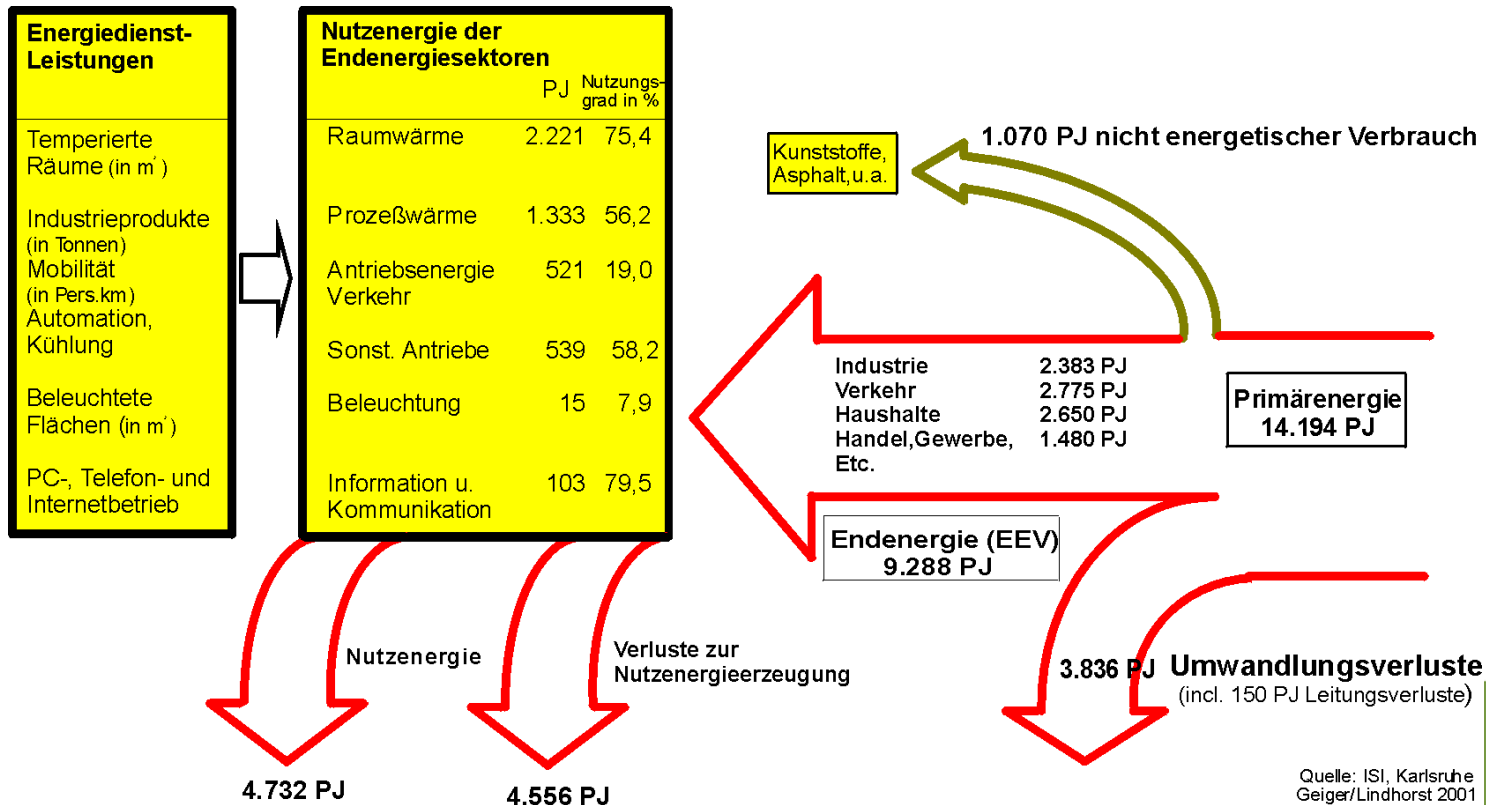 Energiedienst-
Leistungen
Temperierte
Räume (in m´)
Industrieprodukte
(in Tonnen)
Mobilität
(in Pers.km)
Automation,
Kühlung
Beleuchtete
Flächen (in m´)
PC-, Telefon- und
Internetbetrieb
Nutzenergie der
Endenergiesektoren
PJ Nutzungs-
grad in %
Raumwärme 2.221 75,4
Prozeßwärme 1.333 56,2
Antriebsenergie 521 19,0
Verkehr
Sonst. Antriebe 539 58,2
Beleuchtung 15 7,9
Information u. 103 79,5
Kommunikation
Kunststoffe,
Asphalt,u.a.
1.070 PJ nicht energetischer Verbrauch
Industrie 2.383 PJ
Verkehr 2.775 PJ
Haushalte 2.650 PJ
Handel,Gewerbe, 1.480 PJ
Etc.
Primärenergie
14.194 PJ
Endenergie (EEV)
9.288 PJ
Nutzenergie
Verluste zur
Nutzenergieerzeugung
3.836 PJ Umwandlungsverluste
(incl. 150 PJ Leitungsverluste)
4.732 PJ
4.556 PJ
Quelle: ISI, Karlsruhe
Geiger/Lindhorst 2001